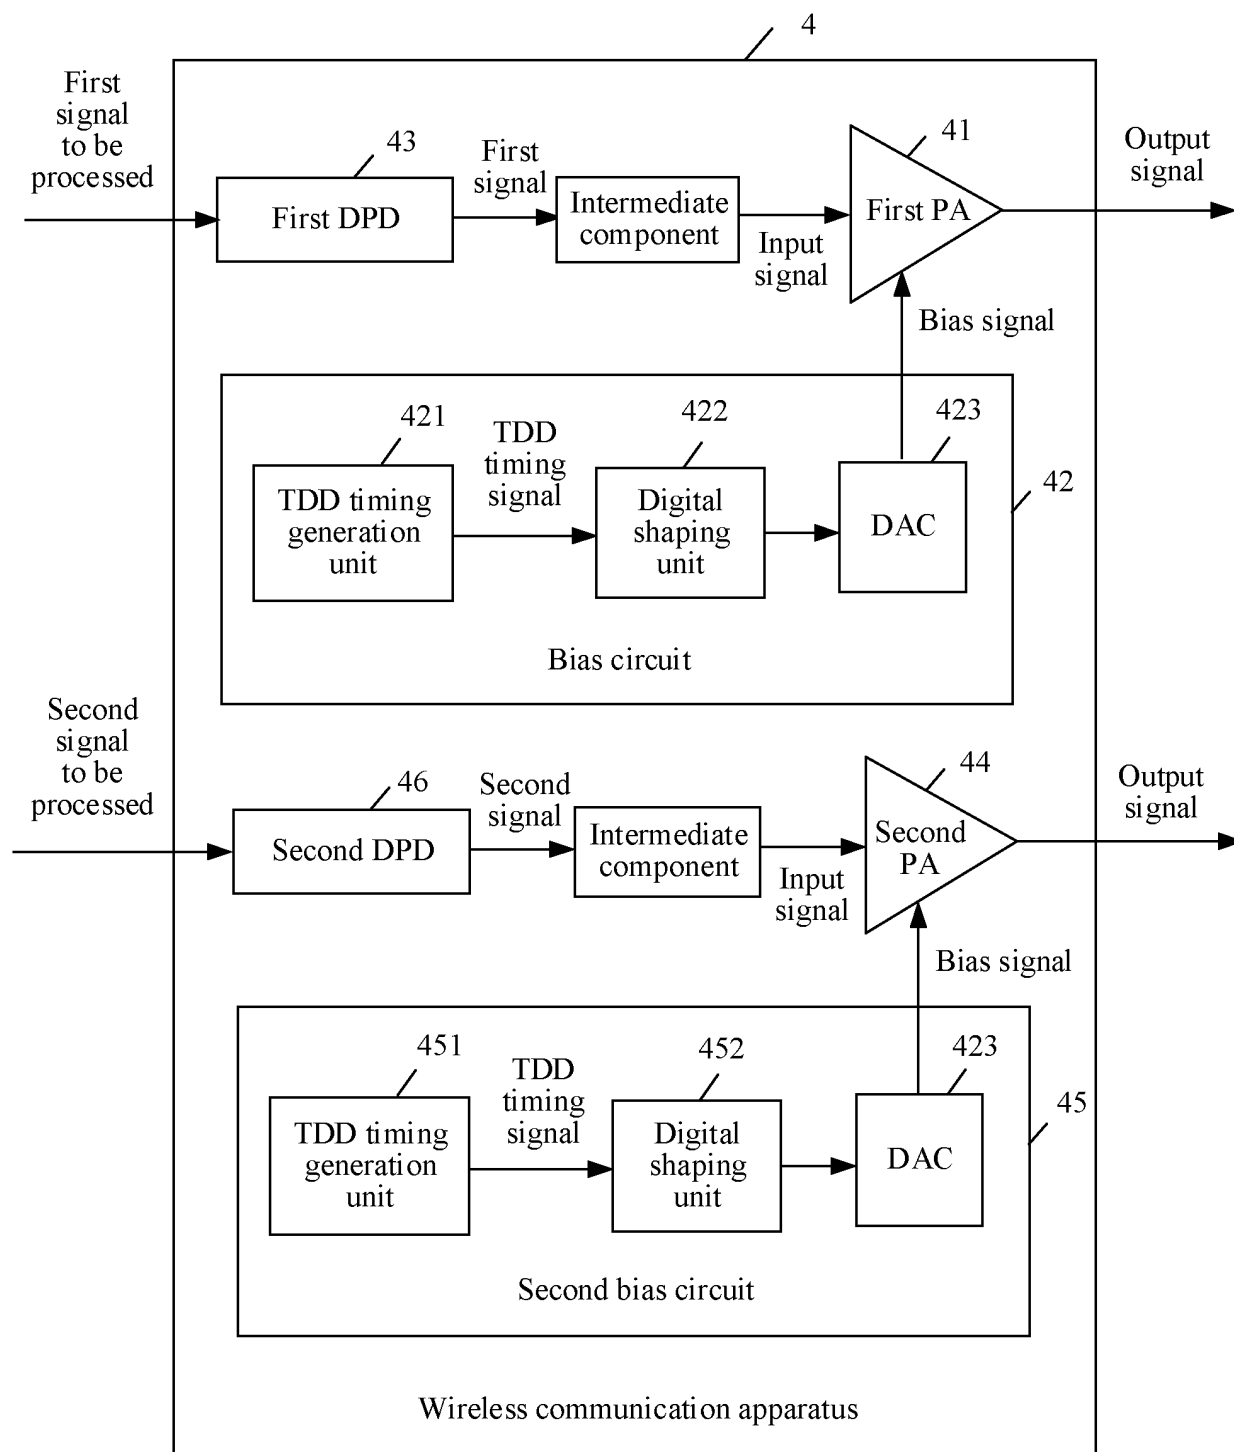 4
First
signal
to be
processed
43
First DPD
First
signal
Intermediate
component
Input
signal
41
First PA
Output
signal
Bias signal
421
TDD timing
generation
unit
TDD
timing
signal
422
Digital
shaping
unit
423
DAC
42
Bias circuit
Second
signal
to be
processed
46
Second DPD
Second
signal
Intermediate
component
Input
signal
44
Second
PA
Output
signal
Bias signal
451
TDD timing
generation
unit
TDD
timing
signal
452
Digital
shaping
unit
423
DAC
45
Second bias circuit
Wireless communication apparatus